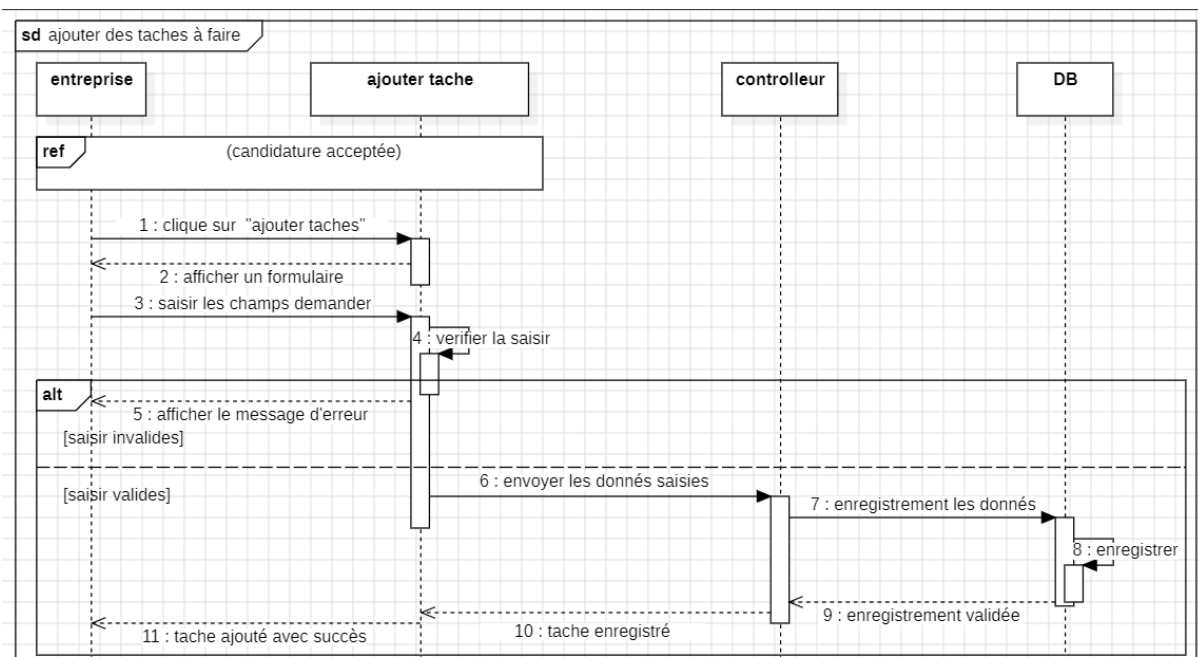 sd ajouter des taches à faire
entreprise
ajouter tache
controlleur
DB
ref
(candidature acceptée)
1 : clique sur "ajouter taches"
2 : afficher un formulaire
3 : saisir les champs demander
4 : verifier la saisir
alt
5 : afficher le message d'erreur
[saisir invalides]
[saisir valides]
6 : envoyer les donnés saisies
7 : enregistrement les donnés
8 : enregistrer
9 : enregistrement validée
10 : tache enregistré
11 : tache ajouté avec succès